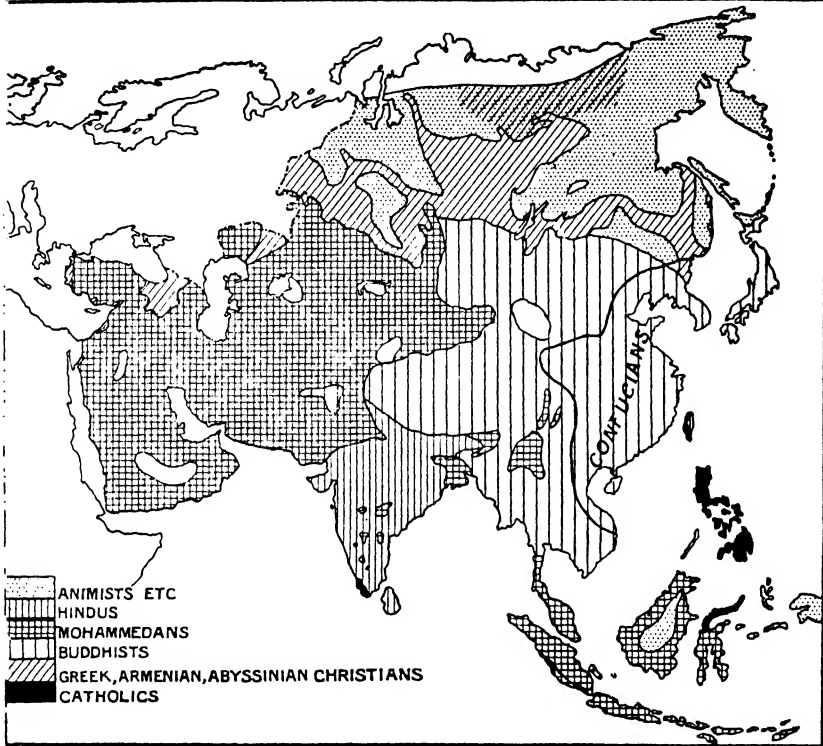 CONFUCIANS
ANIMISTS ETC
HINDUS
MOHAMMEDANS
BUDDHISTS
GREEK, ARMENIAN, ABYSSINIAN CHRISTIANS
CATHOLICS